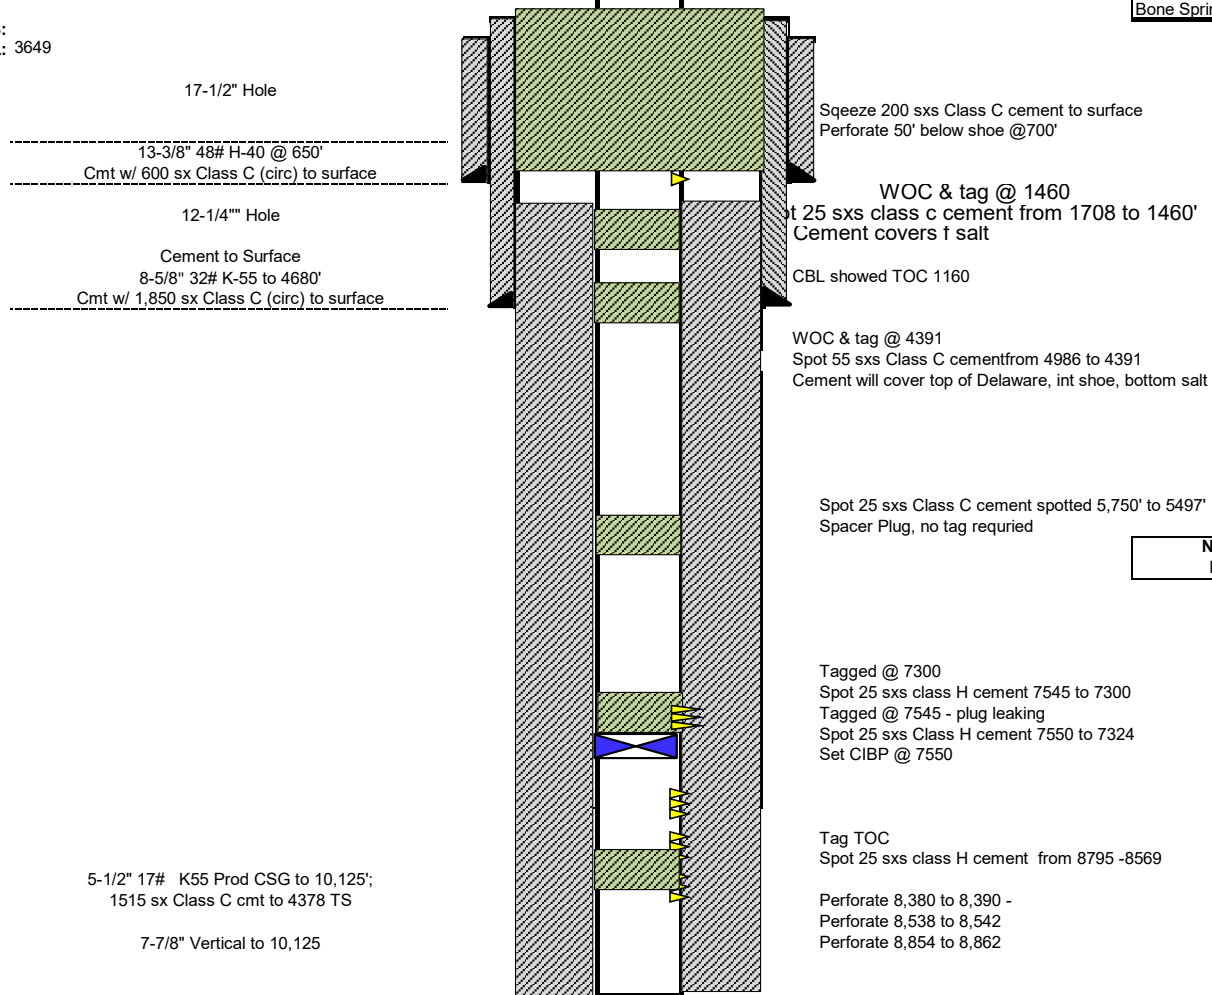 Bone Sprin
3649
17-1/2" Hole
13-3/8" 48# H-40 @ 650'
Cmt w/ 600 sx Class C (circ) to surface
12-1/4"" Hole
Cement to Surface
8-5/8" 32# K-55 to 4680'
Cmt w/ 1,850 sx Class C (circ) to surface
5-1/2" 17# K55 Prod CSG to 10,125';
1515 sx Class C cmt to 4378 TS
7-7/8" Vertical to 10,125
Sqeeze 200 sxs Class C cement to surface
Perforate 50' below shoe @700'
WOC & tag @ 1460
25 sxs class c cement from 1708 to 1460'
Cement covers f salt
CBL showed TOC 1160
WOC & tag @ 4391
Spot 55 sxs Class C cementfrom 4986 to 4391
Cement will cover top of Delaware, int shoe, bottom salt
Spot 25 sxs Class C cement spotted 5,750' to 5497'
Spacer Plug, no tag requried
Tagged @ 7300
Spot 25 sxs class H cement 7545 to 7300
Tagged @ 7545 - plug leaking
Spot 25 sxs Class H cement 7550 to 7324
Set CIBP @ 7550
Tag TOC
Spot 25 sxs class H cement from 8795 -8569
Perforate 8,380 to 8,390 -
Perforate 8,538 to 8,542
Perforate 8,854 to 8,862